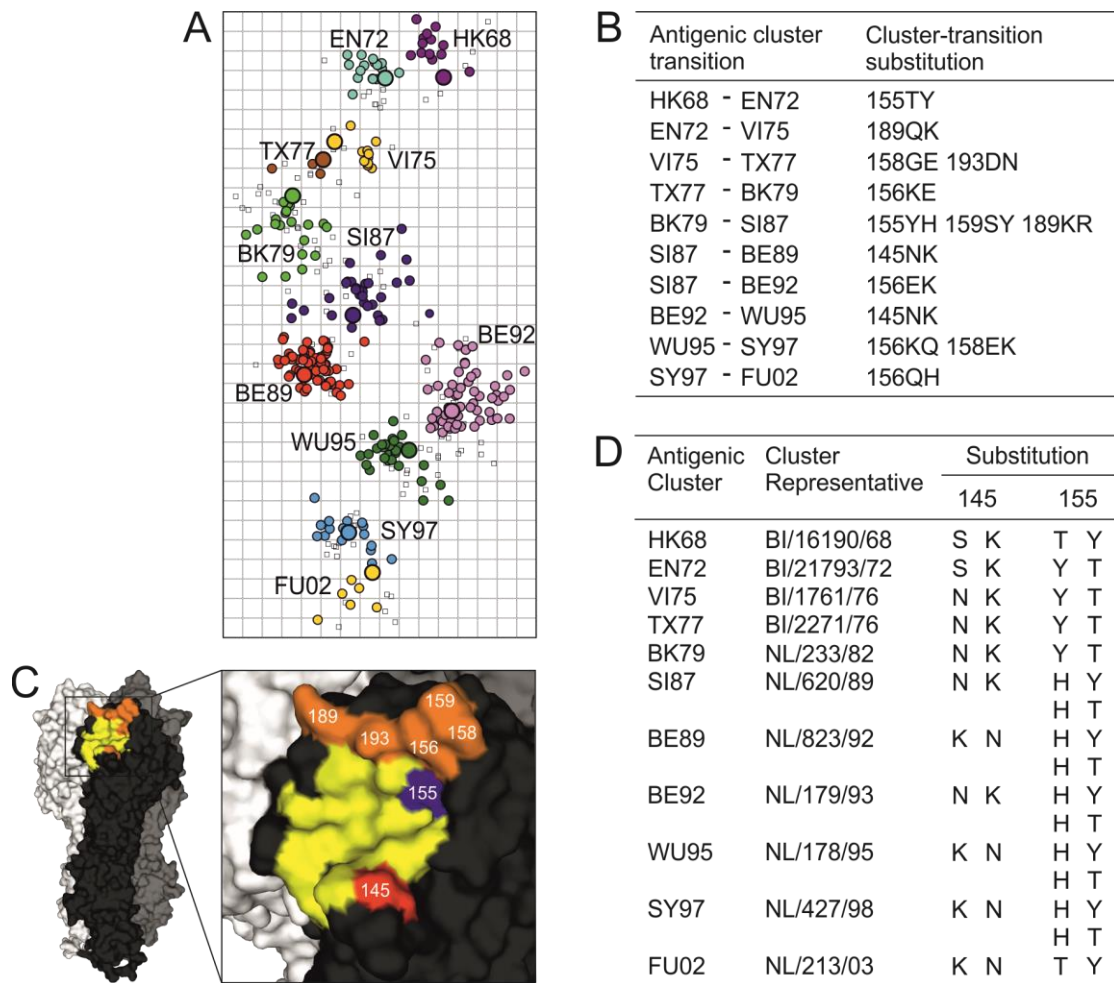 A
EN72
HK68
TX77
VI75
BK79
SI87
BE92
BE89
WU95
SY97
FU02
B
Antigenic cluster transition Cluster-transition substitution
HK68 - EN72 155TY
EN72 - VI75 189QK
VI75 - TX77 158GE 193DN
TX77 - BK79 156KE
BK79 - SI87 155YH 159SY 189KR
SI87 - BE89 145NK
SI87 - BE92 156EK
BE92 - WU95 145NK
WU95 - SY97 156KQ 158EK
SY97 - FU02 156QH
C
189
193
156
159
158
155
145
D
Antigenic Cluster Cluster Representative Substitution
145 155
HK68 BI/16190/68 S K T Y
EN72 BI/21793/72 S K Y T
VI75 BI/1761/76 N K Y T
TX77 BI/2271/76 N K Y T
BK79 NL/233/82 N K Y T
SI87 NL/620/89 N K H Y
H T
BE89 NL/823/92 K N H Y
H T
BE92 NL/179/93 N K H Y
H T
WU95 NL/178/95 K N H Y
H T
SY97 NL/427/98 K N H Y
H T
FU02 NL/213/03 K N T Y